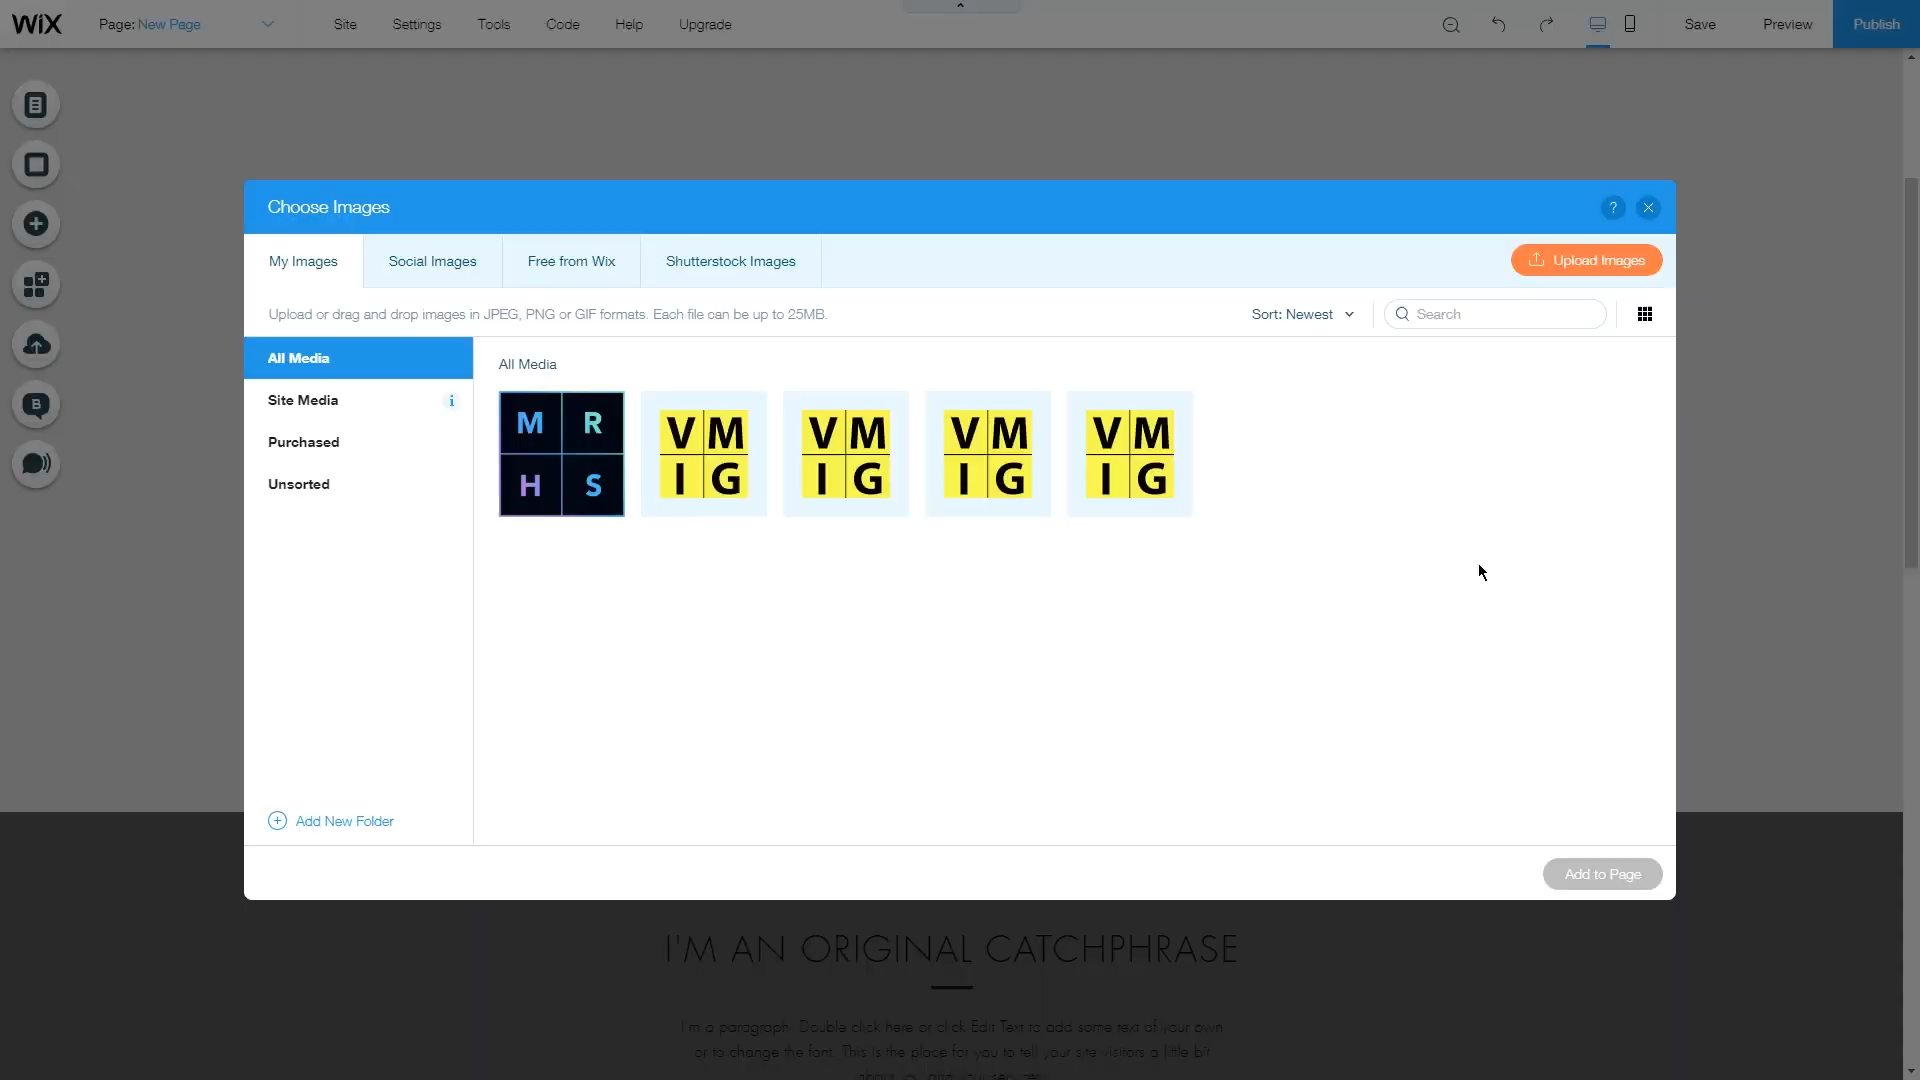 WiX
Page: New Page
Site
Settings
Tools
Code
Help
Upgrade
Save
Preview
Publish
Choose Images
?
My Images
Social Images
Free from Wix
Shutterstock Images
Upload Images
Upload or drag and drop images in JPEG, PNG or GIF formats. Each file can be up to 25MB.
Sort: Newest
Search
All Media
Site Media
i
Purchased
Unsorted
All Media
M R
H S
V M
I G
V M
I G
V M
I G
V M
I G
B
Add New Folder
Add to Page
I'M AN ORIGINAL CATCHPHRASE
I'm a paragraph. Double click here or click Edit Text to add some text of your own
or to change the font. This is the place for you to tell your site visitors a little bit